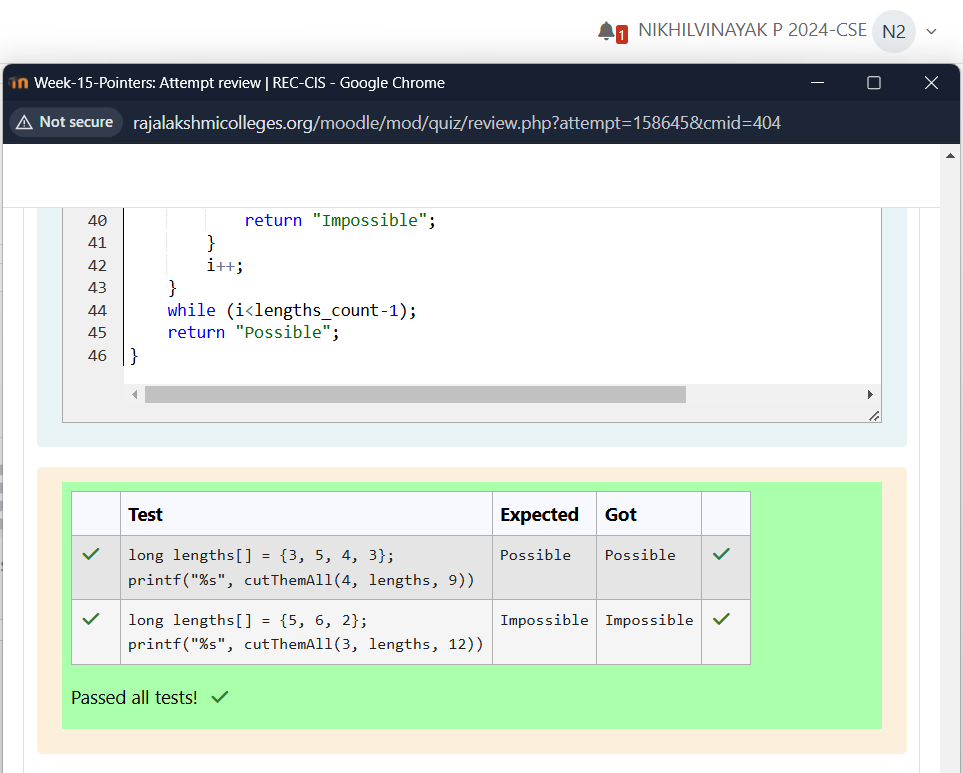 1 NIKHILVINAYAK P 2024-CSE N2
Week-15-Pointers: Attempt review | REC-CIS - Google Chrome
Not secure rajalakshmicolleges.org/moodle/mod/quiz/review.php?attempt=158645&cmid=404
40 return "Impossible";
41 }
42 i++;
43 }
44 while (i<lengths_count-1);
45 return "Possible";
46 }
Test Expected Got
long lengths[] = {3, 5, 4, 3}; Possible Possible
printf("%s", cutThemAll(4, lengths, 9))
long lengths[] = {5, 6, 2}; Impossible Impossible
printf("%s", cutThemAll(3, lengths, 12))
Passed all tests!